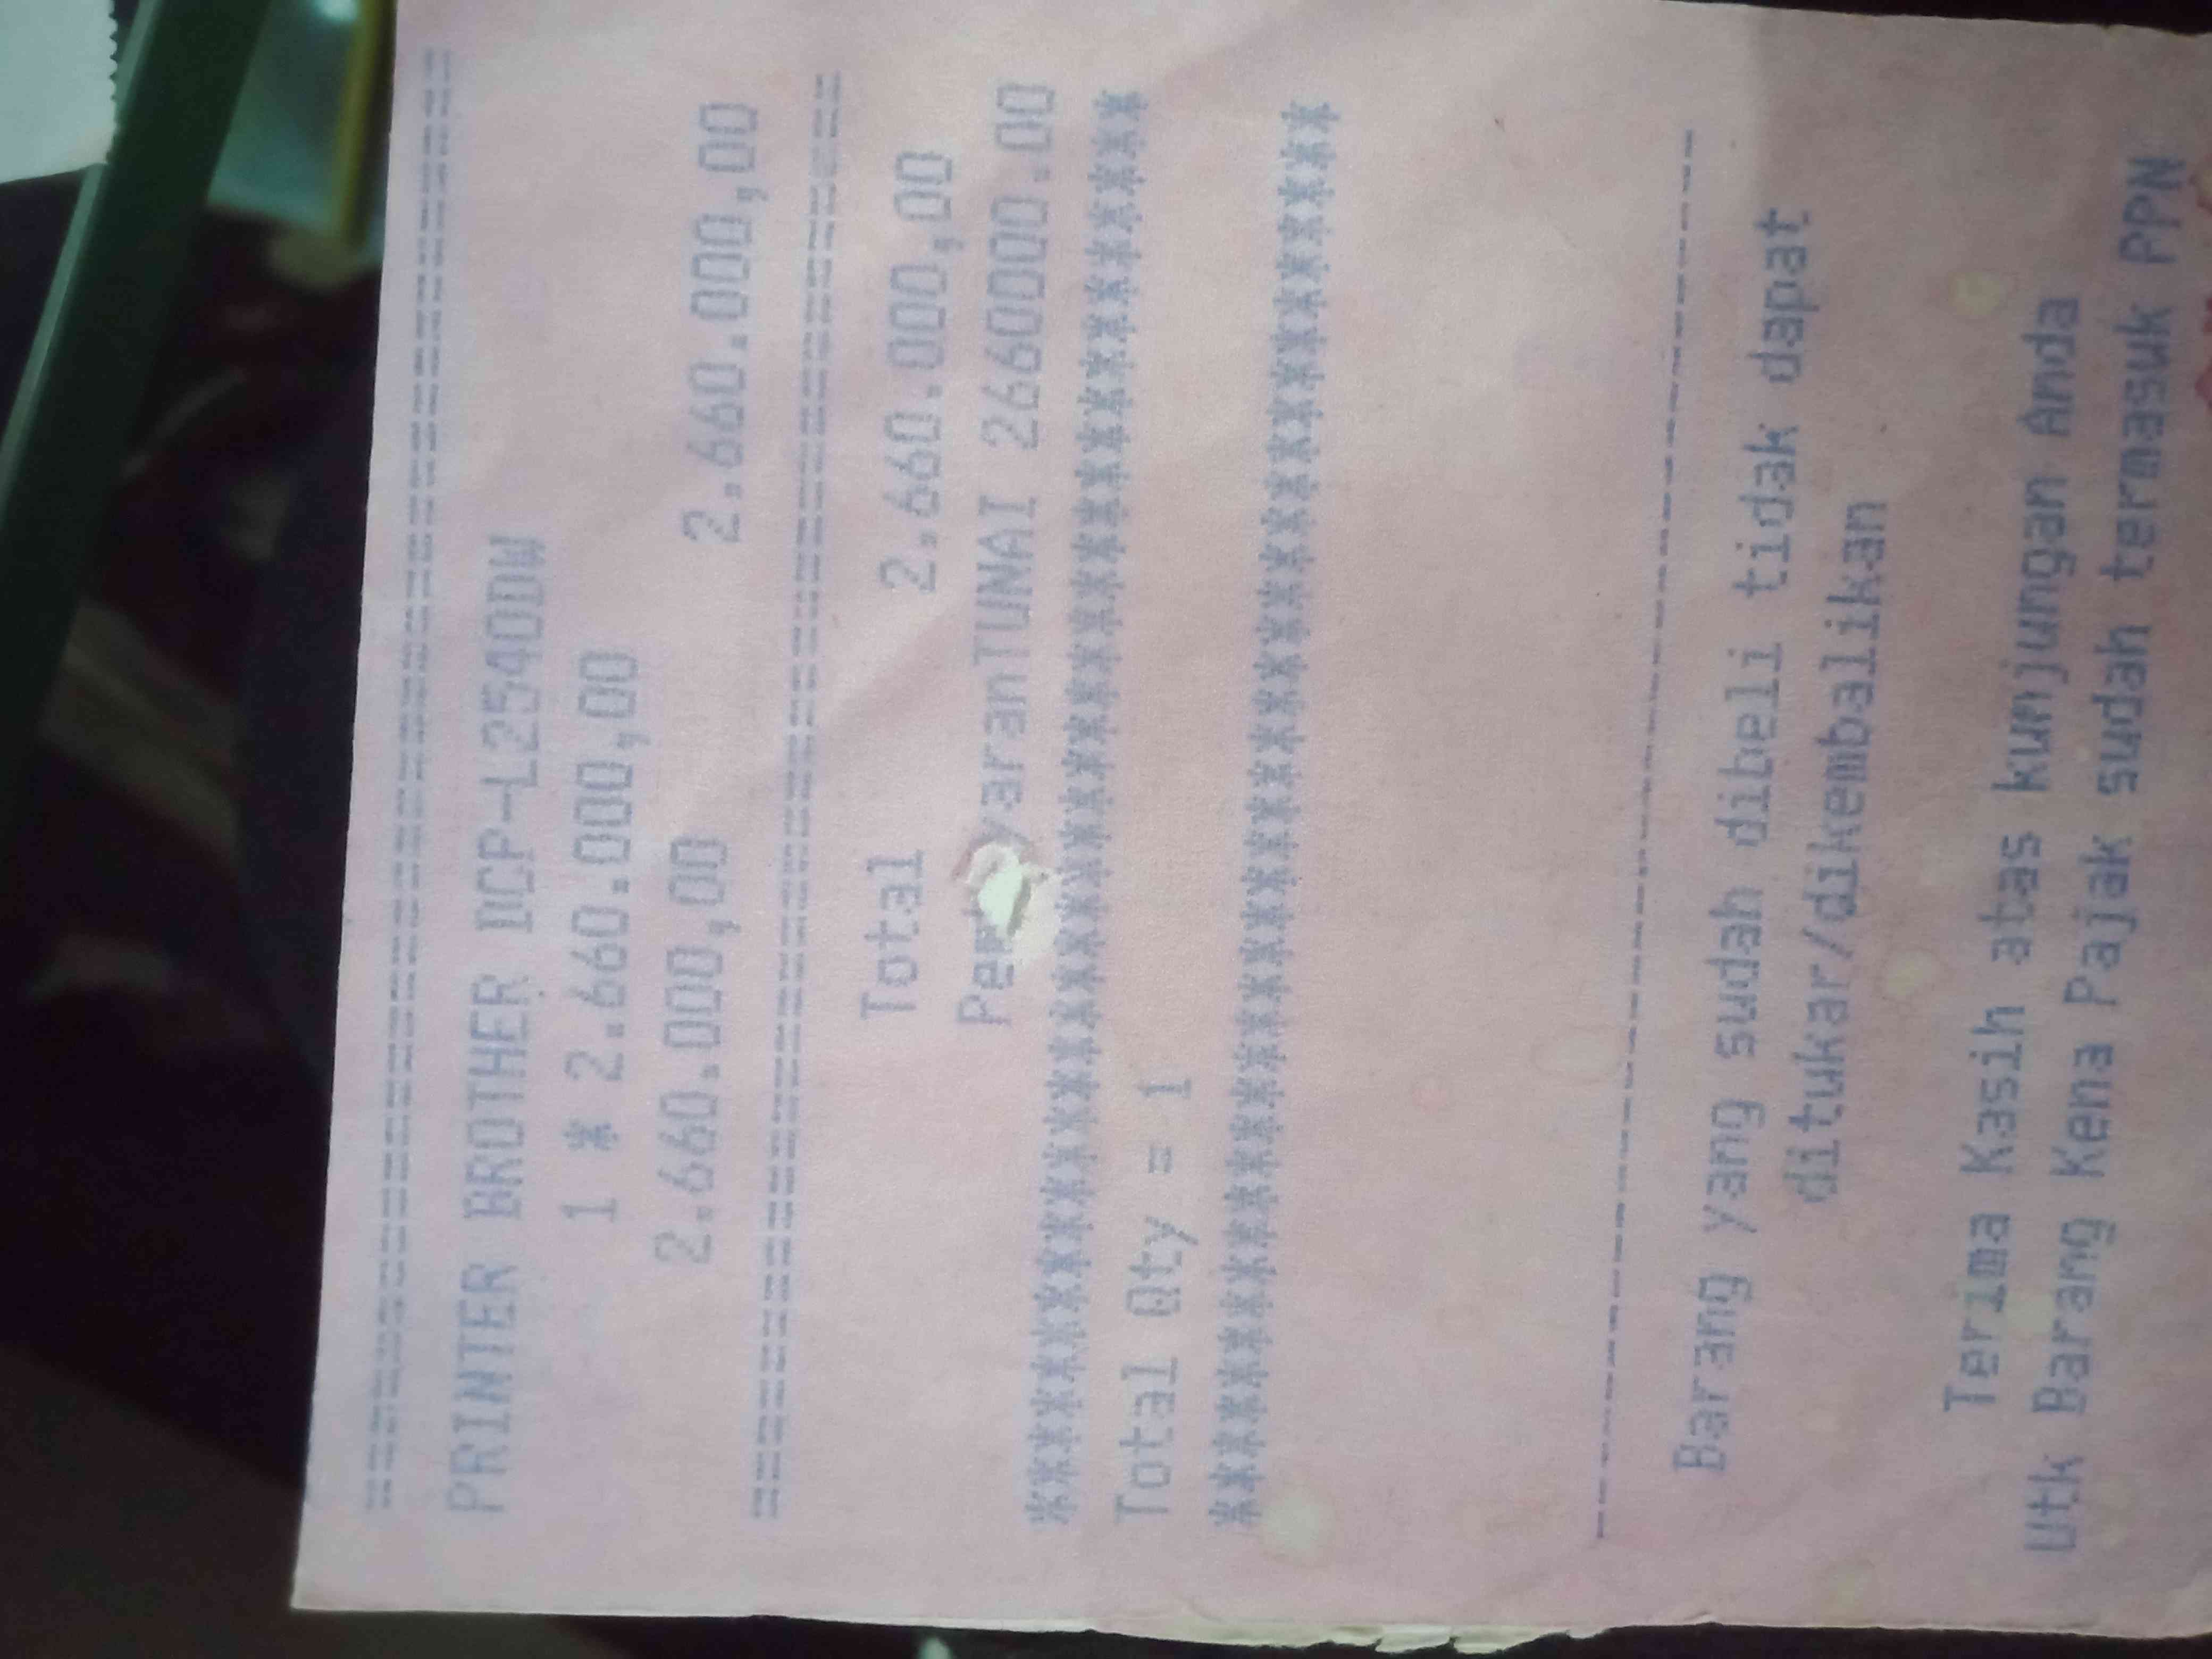 ================================================
PRINTER BROTHER DCP-L2540DW
1 * 2.660.000,00
2.660.000,00 2.660.000,00
================================================
Total 2.660.000,00
TUNAI 2660000.00
****************************************
Total Qty = 1
****************************************
----------------------------------------
Barang yang sudah dibeli tidak dapat
ditukar/dikembalikan
Terima Kasih atas kunjungan Anda
Utk Barang Kena Pajak sudah termasuk PPN